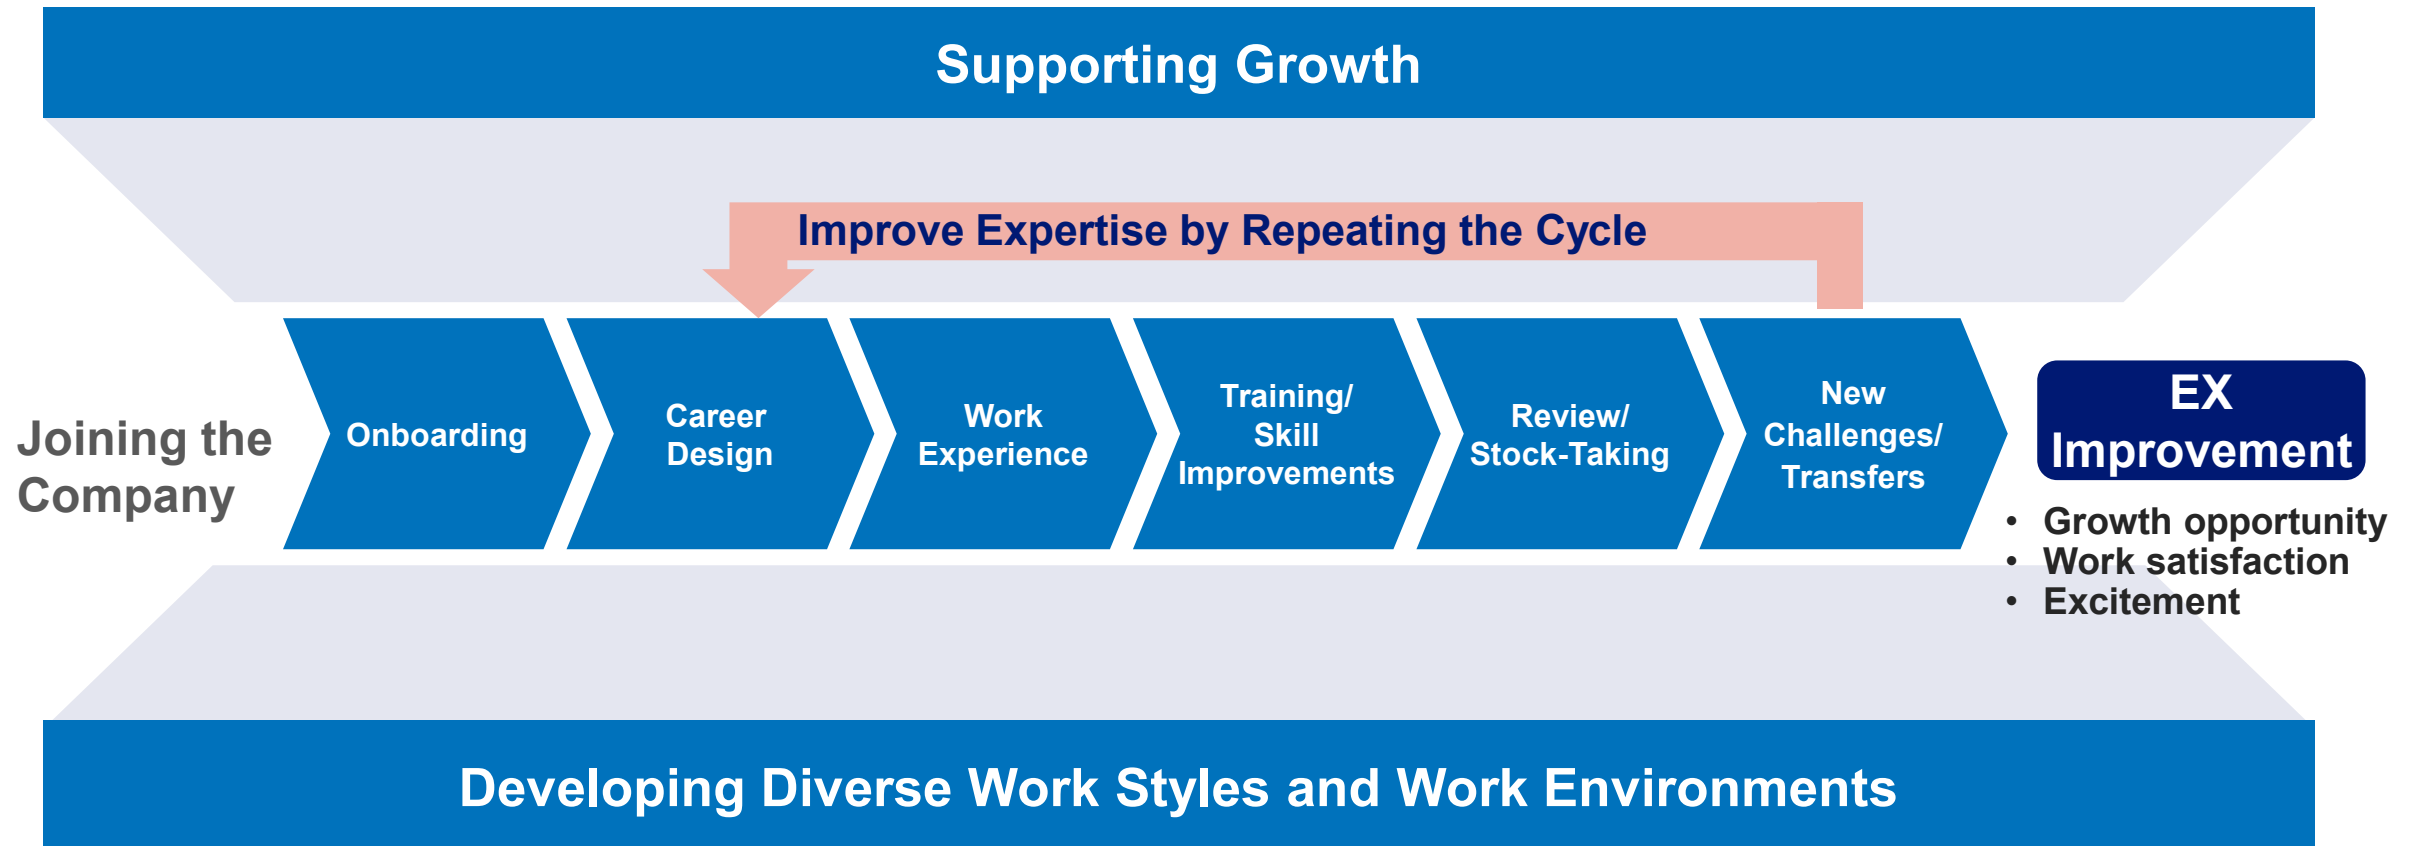 Supporting Growth
Improve Expertise by Repeating the Cycle
Joining the
Company
Onboarding
Career
Design
Work
Experience
Training/
Skill
Improvements
Review/
Stock-Taking
New
Challenges/
Transfers
EX
Improvement
• Growth opportunity
• Work satisfaction
• Excitement
Developing Diverse Work Styles and Work Environments